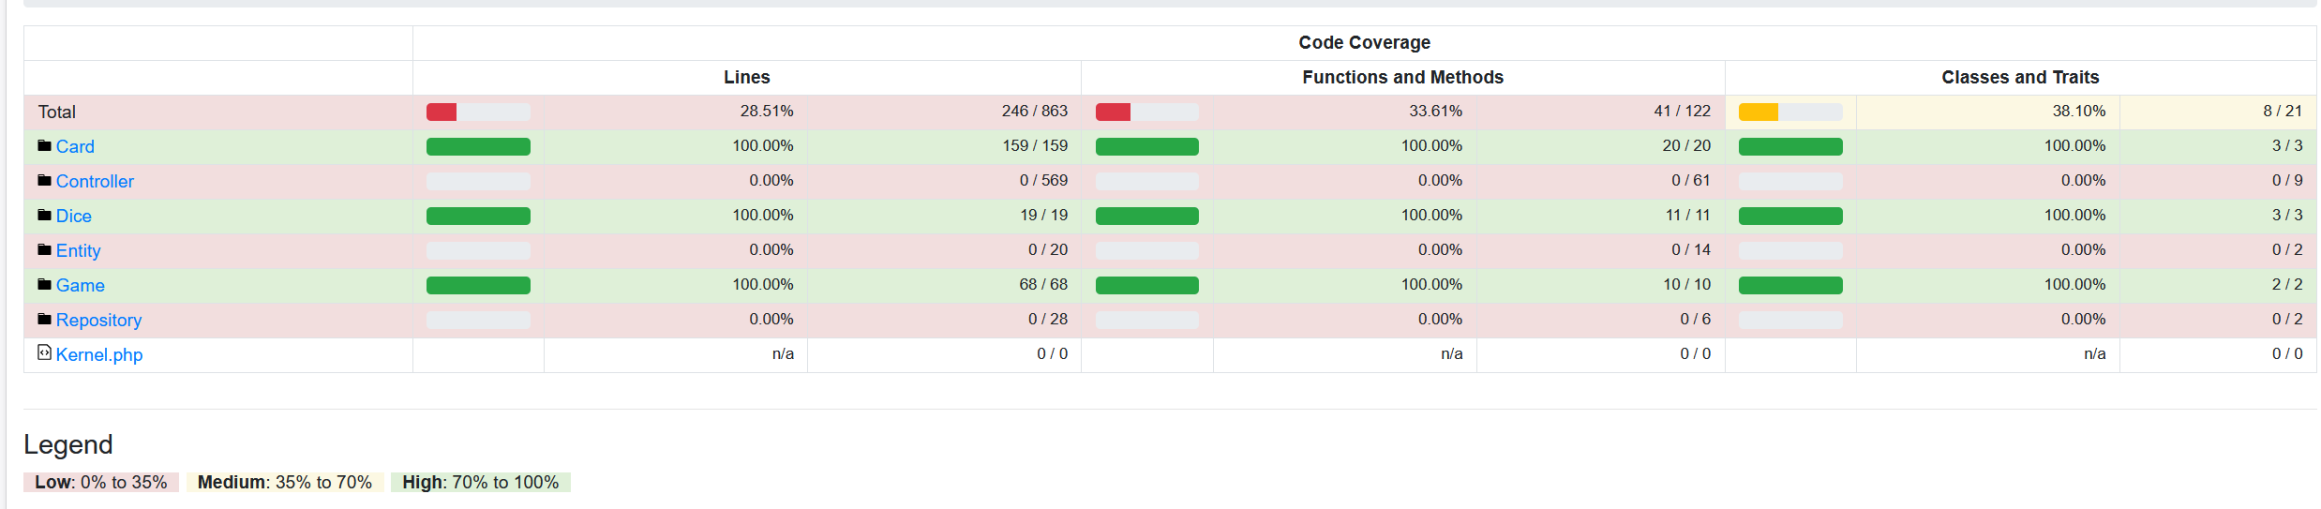 Code Coverage
Lines Functions and Methods Classes and Traits
Total 28.51% 246 / 863 33.61% 41 / 122 38.10% 8 / 21
Card 100.00% 159 / 159 100.00% 20 / 20 100.00% 3 / 3
Controller 0.00% 0 / 569 0.00% 0 / 61 0.00% 0 / 9
Dice 100.00% 19 / 19 100.00% 11 / 11 100.00% 3 / 3
Entity 0.00% 0 / 20 0.00% 0 / 14 0.00% 0 / 2
Game 100.00% 68 / 68 100.00% 10 / 10 100.00% 2 / 2
Repository 0.00% 0 / 28 0.00% 0 / 6 0.00% 0 / 2
Kernel.php n/a 0 / 0 n/a 0 / 0 n/a 0 / 0
Legend
Low: 0% to 35% Medium: 35% to 70% High: 70% to 100%